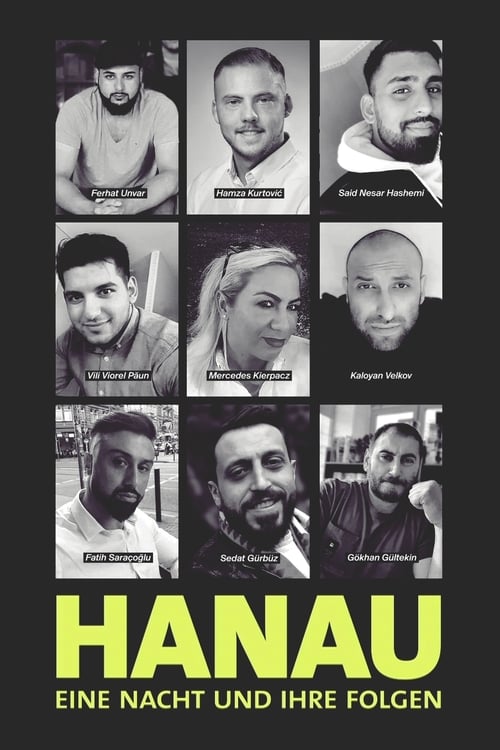 Ferhat Unvar
Hamza Kurtović
Said Nesar Hashemi
Vili Viorel Păun
Mercedes Kierpacz
Kaloyan Velkov
Fatih Saraçoğlu
Sedat Gürbüz
Gökhan Gültekin
HANAU
EINE NACHT UND IHRE FOLGEN